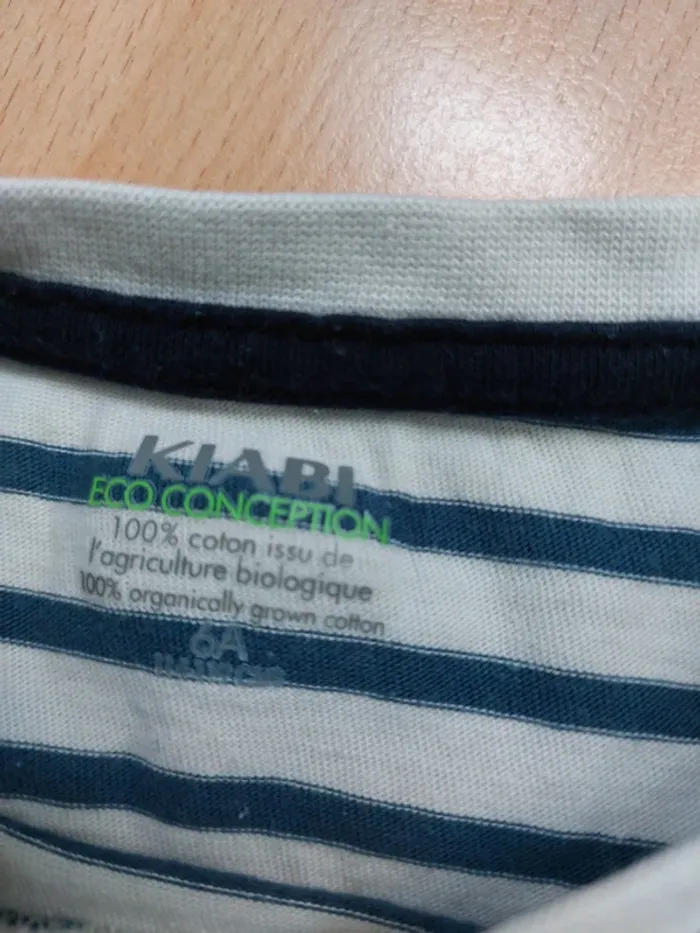 KIABI
ECO CONCEPTION
100% coton issu de
l'agriculture biologique
100% organically grown cotton
6A